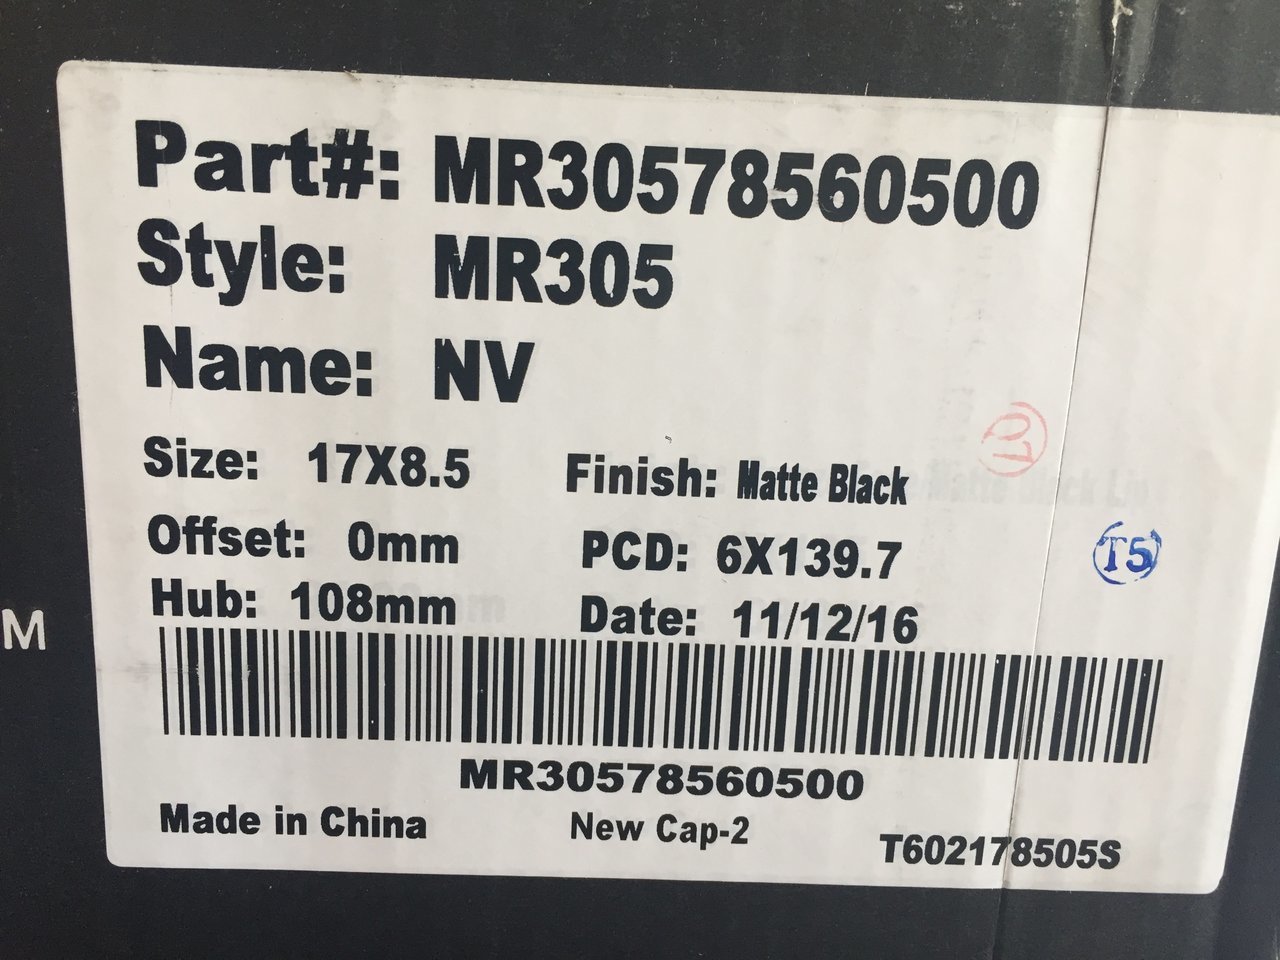 Part#: MR30578560500
Style: MR305
Name: NV
Size: 17X8.5 Finish: Matte Black
Offset: 0mm PCD: 6X139.7
Hub: 108mm Date: 11/12/16
MR30578560500
Made in China New Cap-2 T602178505S
M
T5